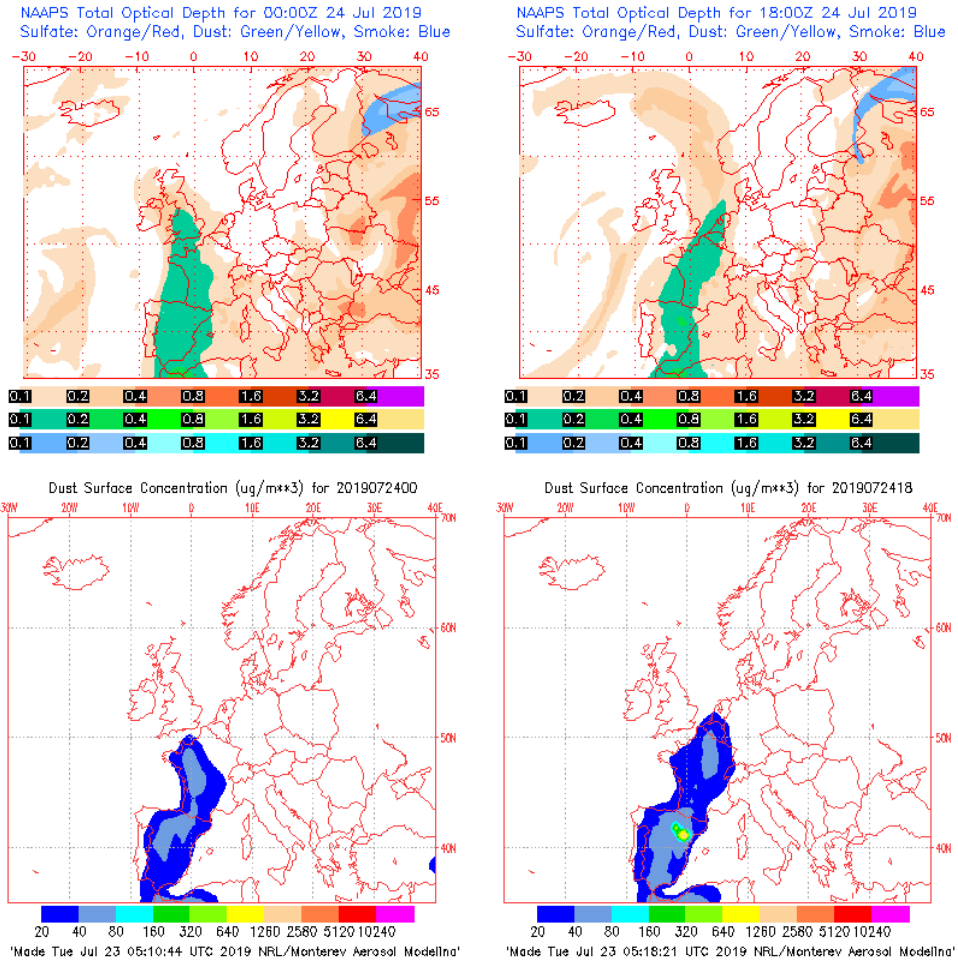 NAAPS Total Optical Depth for 00:00Z 24 Jul 2019
Sulfate: Orange/Red, Dust: Green/Yellow, Smoke: Blue
-30 -20 -10 0 10 20 30 40
65
55
45
35
0.1 0.2 0.4 0.8 1.6 3.2 6.4
0.1 0.2 0.4 0.8 1.6 3.2 6.4
0.1 0.2 0.4 0.8 1.6 3.2 6.4
NAAPS Total Optical Depth for 18:00Z 24 Jul 2019
Sulfate: Orange/Red, Dust: Green/Yellow, Smoke: Blue
-30 -20 -10 0 10 20 30 40
65
55
45
35
0.1 0.2 0.4 0.8 1.6 3.2 6.4
0.1 0.2 0.4 0.8 1.6 3.2 6.4
0.1 0.2 0.4 0.8 1.6 3.2 6.4
Dust Surface Concentration (ug/m**3) for 2019072400
30W 20W 10W 0 10E 20E 30E 40E
70N
60N
50N
40N
20 40 80 160 320 640 1260 2580 5120 10240
'Made Tue Jul 23 05:10:44 UTC 2019 NRL/Monterey Aerosol Modeling'
Dust Surface Concentration (ug/m**3) for 2019072418
30W 20W 10W 0 10E 20E 30E 40E
70N
60N
50N
40N
20 40 80 160 320 640 1260 2580 5120 10240
'Made Tue Jul 23 05:18:21 UTC 2019 NRL/Monterey Aerosol Modeling'